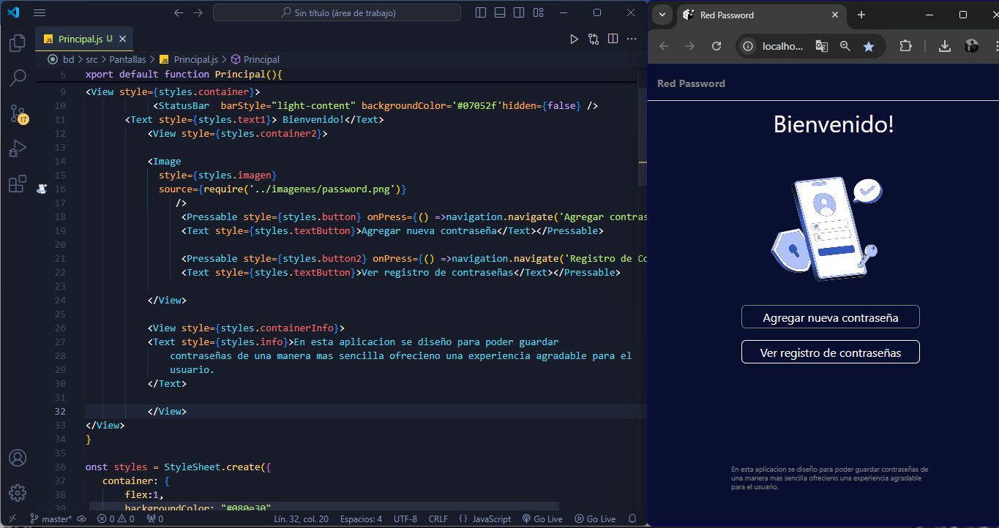 Sin título (área de trabajo)
Principal.js U
bd > src > Pantallas > JS Principal.js > Principal
5 xport default function Principal(){
9 <View style={styles.container}>
10 <StatusBar barStyle="light-content" backgroundColor='#07052f'hidden={false} />
11 <Text style={styles.text1}> Bienvenido!</Text>
12 <View style={styles.container2}>
13
14 <Image
15 style={styles.imagen}
16 source={require('../imagenes/password.png')}
17 />
18 <Pressable style={styles.button} onPress={() =>navigation.navigate('Agregar contras
19 <Text style={styles.textButton}>Agregar nueva contraseña</Text></Pressable>
20
21 <Pressable style={styles.button2} onPress={() =>navigation.navigate('Registro de Co
22 <Text style={styles.textButton}>Ver registro de contraseñas</Text></Pressable>
23
24 </View>
25
26 <View style={styles.containerInfo}>
27 <Text style={styles.info}>En esta aplicacion se diseño para poder guardar
28 contraseñas de una manera mas sencilla ofrecieno una experiencia agradable para el
29 usuario.
30 </Text>
31
32 </View>
33 </View>
34 }
35
36 onst styles = StyleSheet.create({
37 container: {
38 flex:1,
39 backgroundColor: "#080e30"
17
master* 0 0 0 Lín. 32, col. 20 Espacios: 4 UTF-8 CRLF {} JavaScript Go Live Go Live
Red Password
localho...
Red Password
Bienvenido!
Agregar nueva contraseña
Ver registro de contraseñas
En esta aplicacion se diseño para poder guardar contraseñas de
una manera mas sencilla ofrecieno una experiencia agradable
para el usuario.